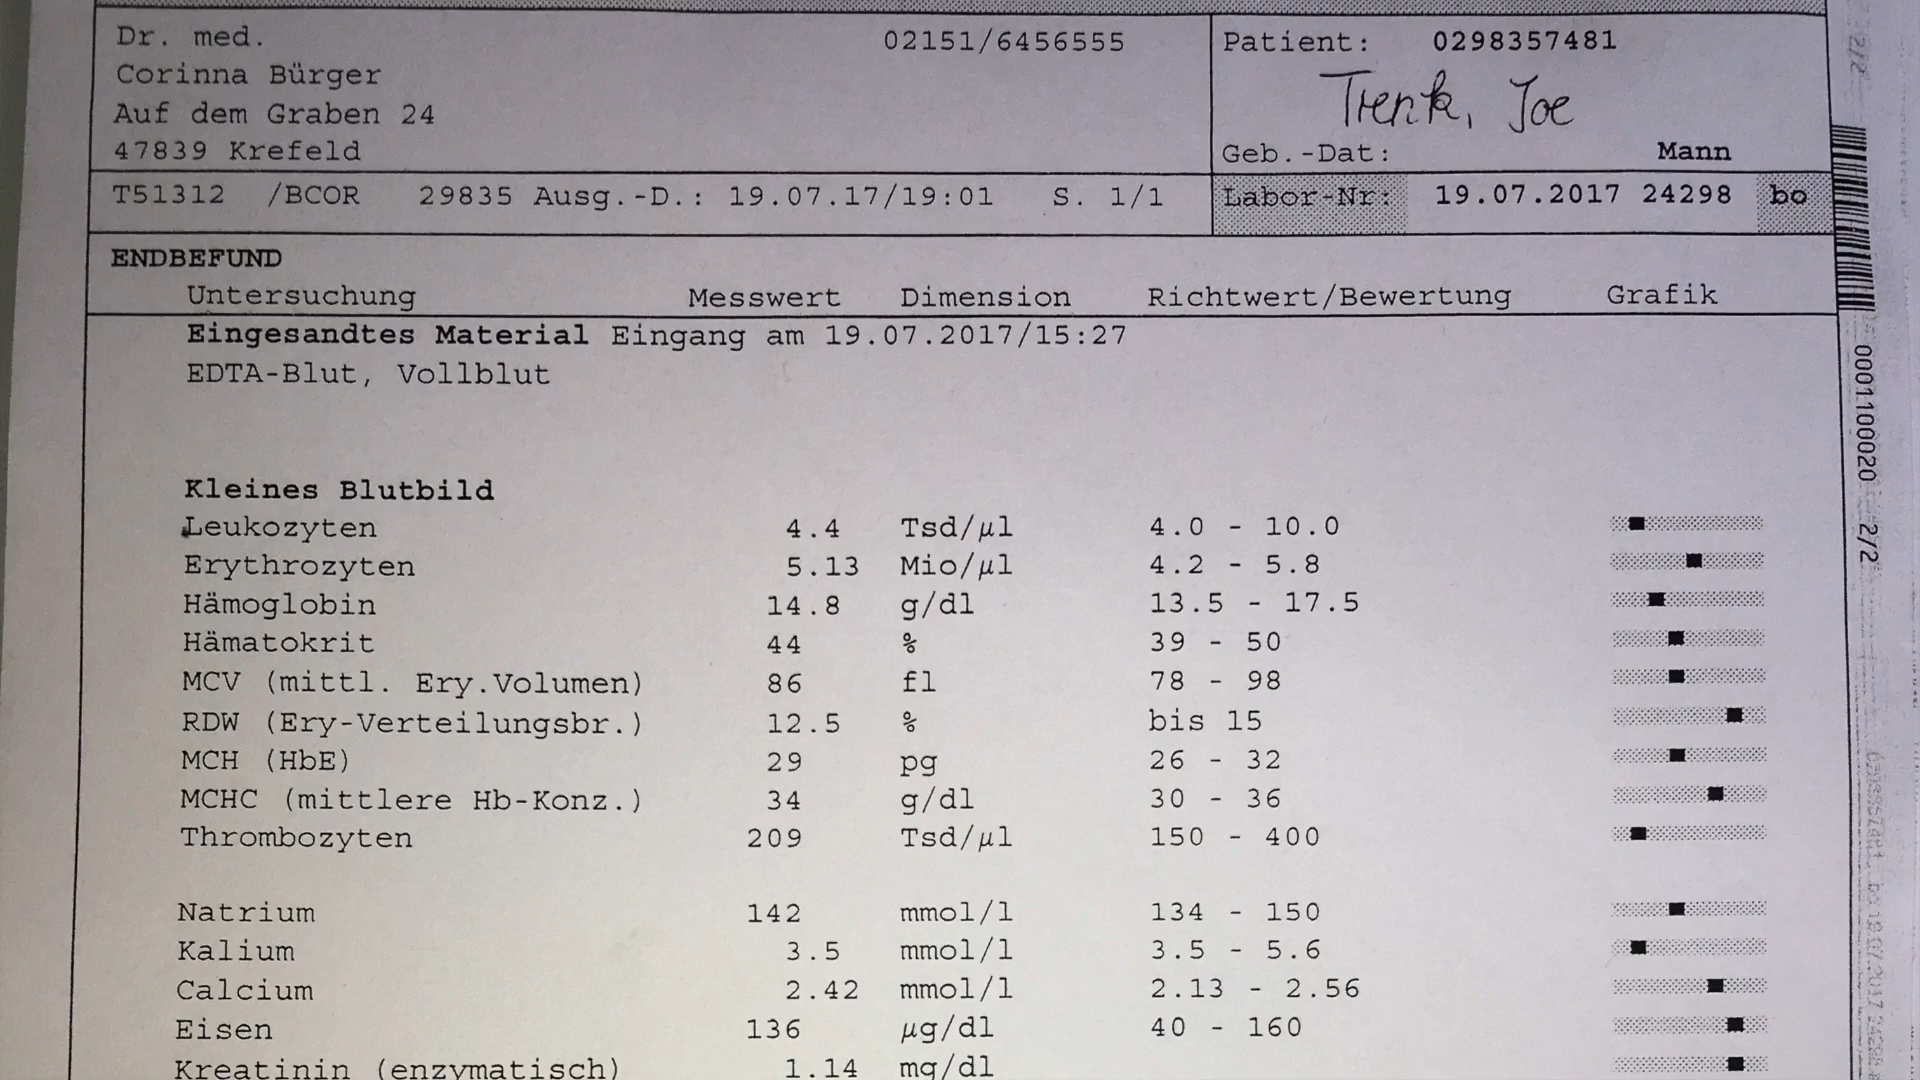 Dr. med. 02151/6456555 Patient: 0298357481
Corinna Bürger
Trenk, Joe
Auf dem Graben 24
47839 Krefeld Geb.-Dat: Mann
T51312 /BCOR 29835 Ausg.-D.: 19.07.17/19:01 S. 1/1 Labor-Nr: 19.07.2017 24298 bo
ENDBEFUND
Untersuchung Messwert Dimension Richtwert/Bewertung Grafik
Eingesandtes Material Eingang am 19.07.2017/15:27
EDTA-Blut, Vollblut
Kleines Blutbild
Leukozyten 4.4 Tsd/µl 4.0 - 10.0
Erythrozyten 5.13 Mio/µl 4.2 - 5.8
Hämoglobin 14.8 g/dl 13.5 - 17.5
Hämatokrit 44 % 39 - 50
MCV (mittl. Ery.Volumen) 86 fl 78 - 98
RDW (Ery-Verteilungsbr.) 12.5 % bis 15
MCH (HbE) 29 pg 26 - 32
MCHC (mittlere Hb-Konz.) 34 g/dl 30 - 36
Thrombozyten 209 Tsd/µl 150 - 400
Natrium 142 mmol/l 134 - 150
Kalium 3.5 mmol/l 3.5 - 5.6
Calcium 2.42 mmol/l 2.13 - 2.56
Eisen 136 µg/dl 40 - 160
Kreatinin (enzymatisch) 1.14 mg/dl
2/2
0001100020 2/2